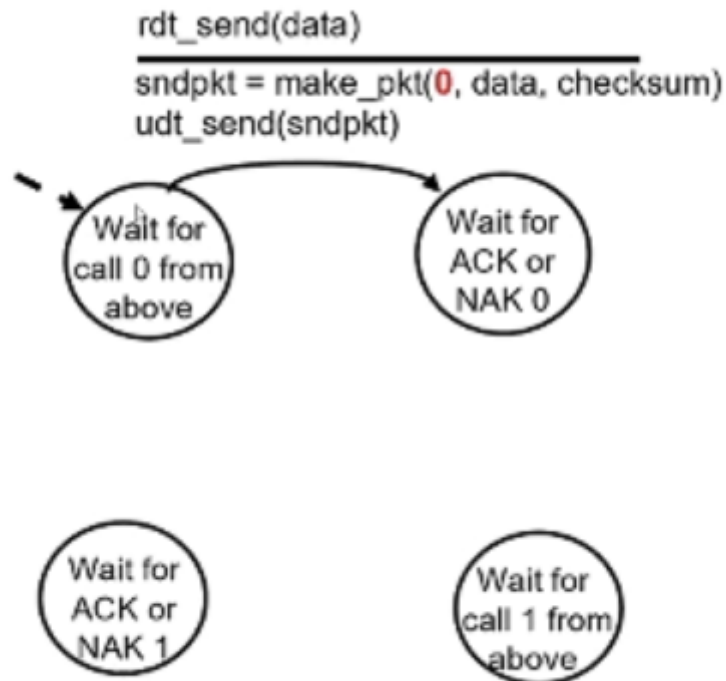 rdt_send(data)
sndpkt = make_pkt(0, data, checksum)
udt_send(sndpkt)
Wait for
call 0 from
above
Wait for
ACK or
NAK 0
Wait for
ACK or
NAK 1
Wait for
call 1 from
above